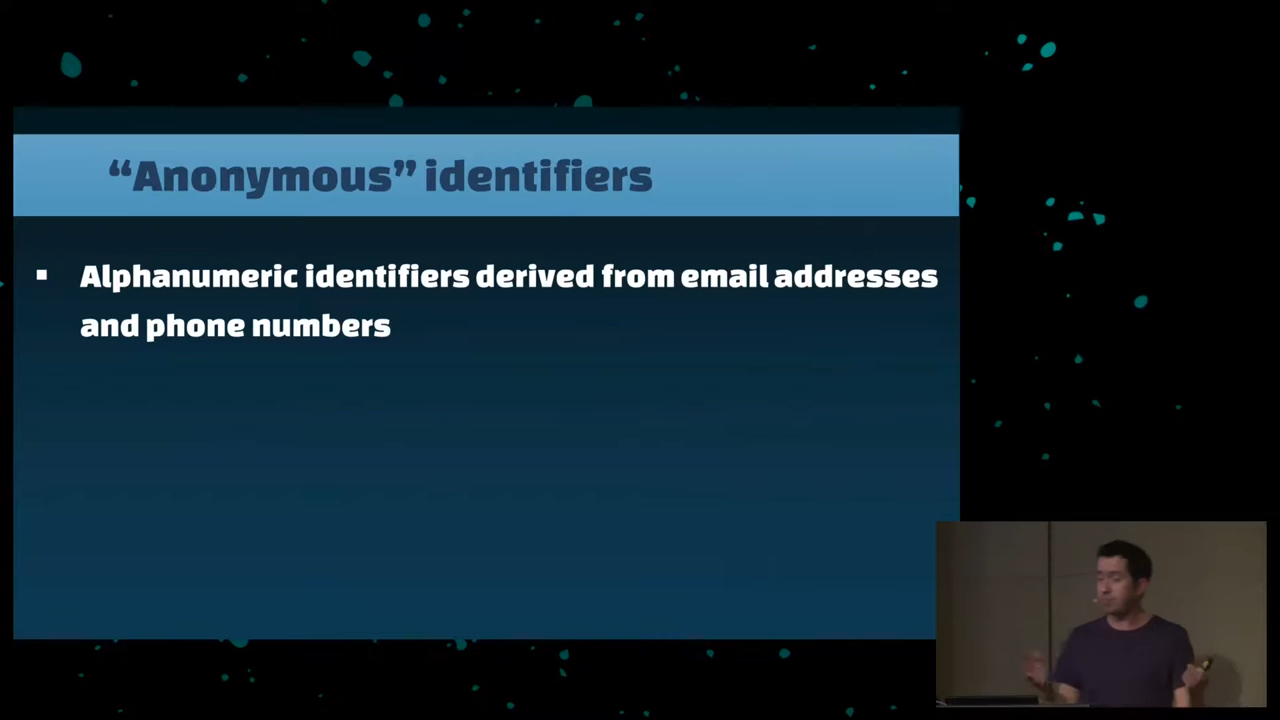 “Anonymous” identifiers
▪ Alphanumeric identifiers derived from email addresses
and phone numbers